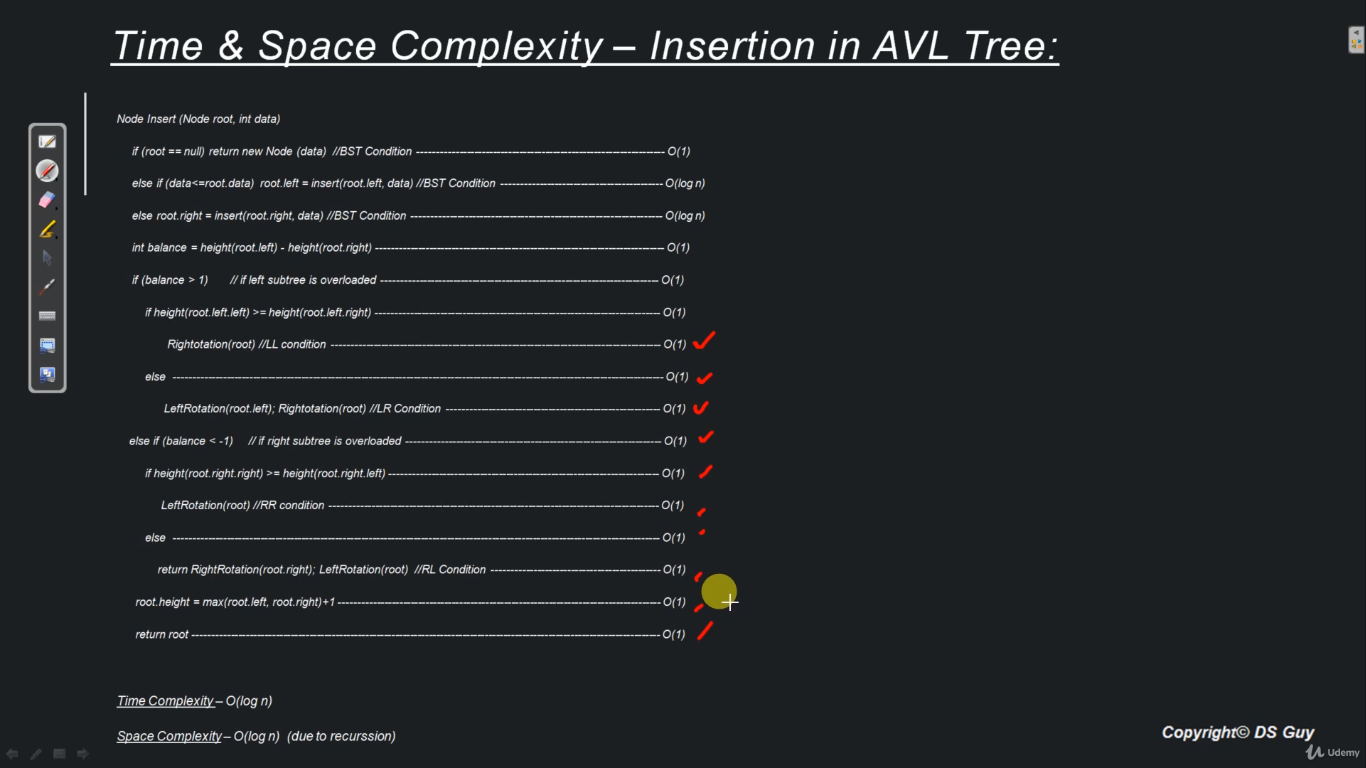 Time & Space Complexity – Insertion in AVL Tree:
Node Insert (Node root, int data)
if (root == null) return new Node (data) //BST Condition ---------------------------------------------------------------- O(1)
else if (data<=root.data) root.left = insert(root.left, data) //BST Condition ------------------------------------------ O(log n)
else root.right = insert(root.right, data) //BST Condition ---------------------------------------------------------------- O(log n)
int balance = height(root.left) - height(root.right) ------------------------------------------------------------------------- O(1)
if (balance > 1) // if left subtree is overloaded ---------------------------------------------------------------------- O(1)
if height(root.left.left) >= height(root.left.right) ------------------------------------------------------------------------ O(1)
Rightotation(root) //LL condition ------------------------------------------------------------------------------------ O(1)
else --------------------------------------------------------------------------------------------------------------------------- O(1)
LeftRotation(root.left); Rightotation(root) //LR Condition ------------------------------------------------------ O(1)
else if (balance < -1) // if right subtree is overloaded ---------------------------------------------------------------- O(1)
if height(root.right.right) >= height(root.right.left) -------------------------------------------------------------------- O(1)
LeftRotation(root) //RR condition ------------------------------------------------------------------------------------ O(1)
else --------------------------------------------------------------------------------------------------------------------------- O(1)
return RightRotation(root.right); LeftRotation(root) //RL Condition ------------------------------------------- O(1)
root.height = max(root.left, root.right)+1 --------------------------------------------------------------------------------- O(1)
return root --------------------------------------------------------------------------------------------------------------------- O(1)
Time Complexity – O(log n)
Space Complexity – O(log n) (due to recurssion)
Copyright© DS Guy
Udemy